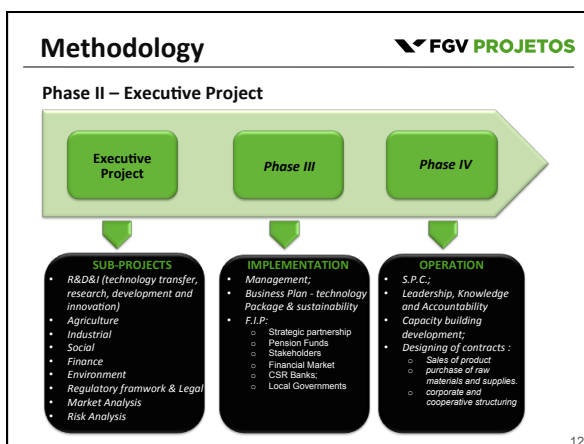 Methodology
FGV PROJETOS
Phase II – Executive Project
Executive
Project
Phase III
Phase IV
SUB-PROJECTS
• R&D&I (technology transfer,
research, development and
innovation)
• Agriculture
• Industrial
• Social
• Finance
• Environment
• Regulatory framwork & Legal
• Market Analysis
• Risk Analysis
IMPLEMENTATION
• Management;
• Business Plan - technology
Package & sustainability
• F.I.P:
o Strategic partnership
o Pension Funds
o Stakeholders
o Financial Market
o CSR Banks;
o Local Governments
OPERATION
• S.P.C.;
• Leadership, Knowledge
and Accountability
• Capacity building
development;
• Designing of contracts :
o Sales of product
o purchase of raw
materials and supplies.
o corporate and
cooperative structuring
12